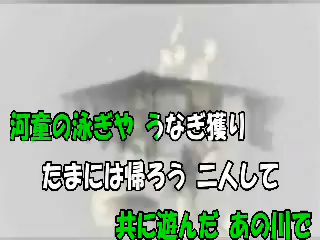 河童の泳ぎや うなぎ獲り
たまには帰ろう 二人して
共に遊んだ あの川で